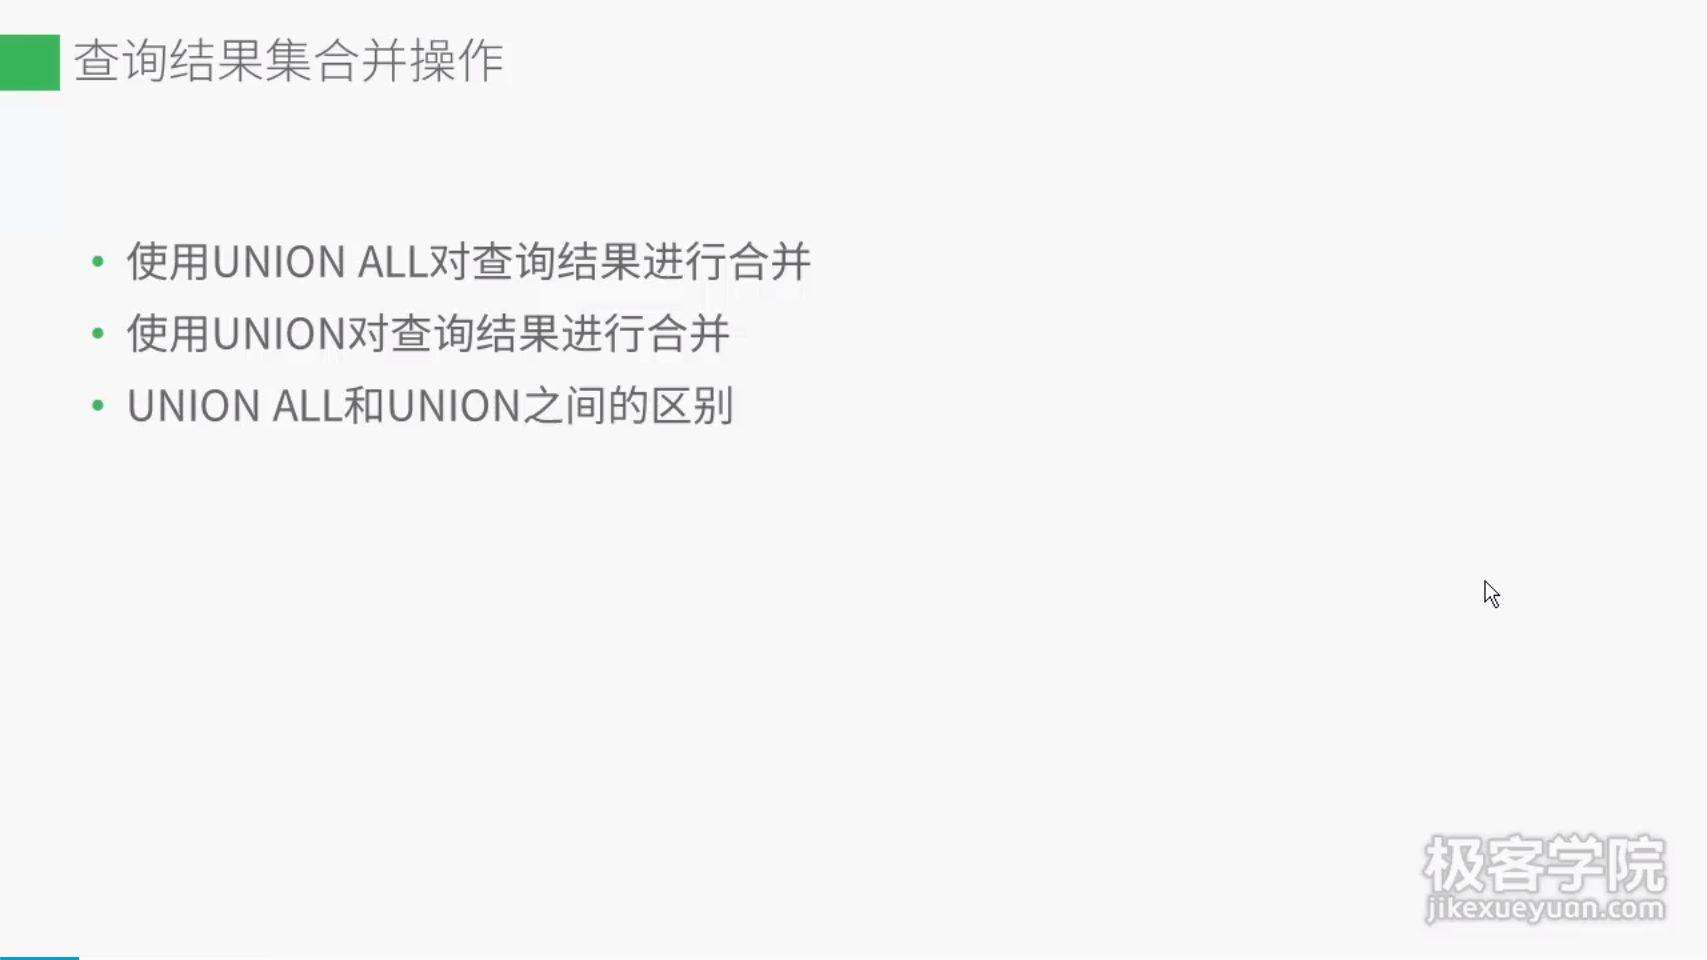 查询结果集合并操作
使用UNION ALL对查询结果进行合并
使用UNION对查询结果进行合并
UNION ALL和UNION之间的区别
极客学院
jikexueyuan.com